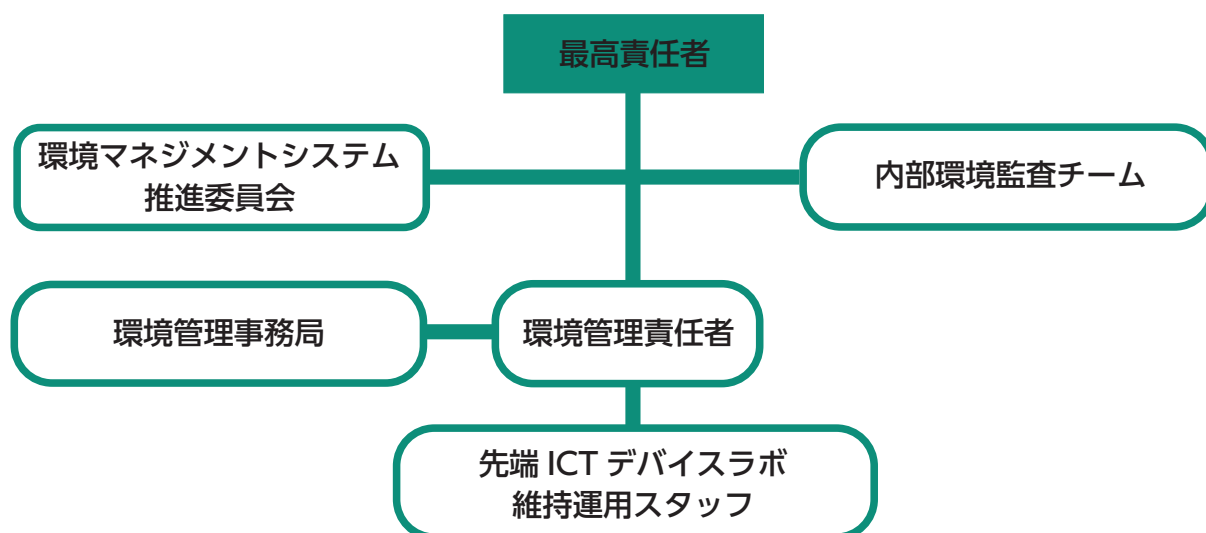 最高責任者
環境マネジメントシステム
推進委員会
内部環境監査チーム
環境管理事務局
環境管理責任者
先端 ICT デバイスラボ
維持運用スタッフ